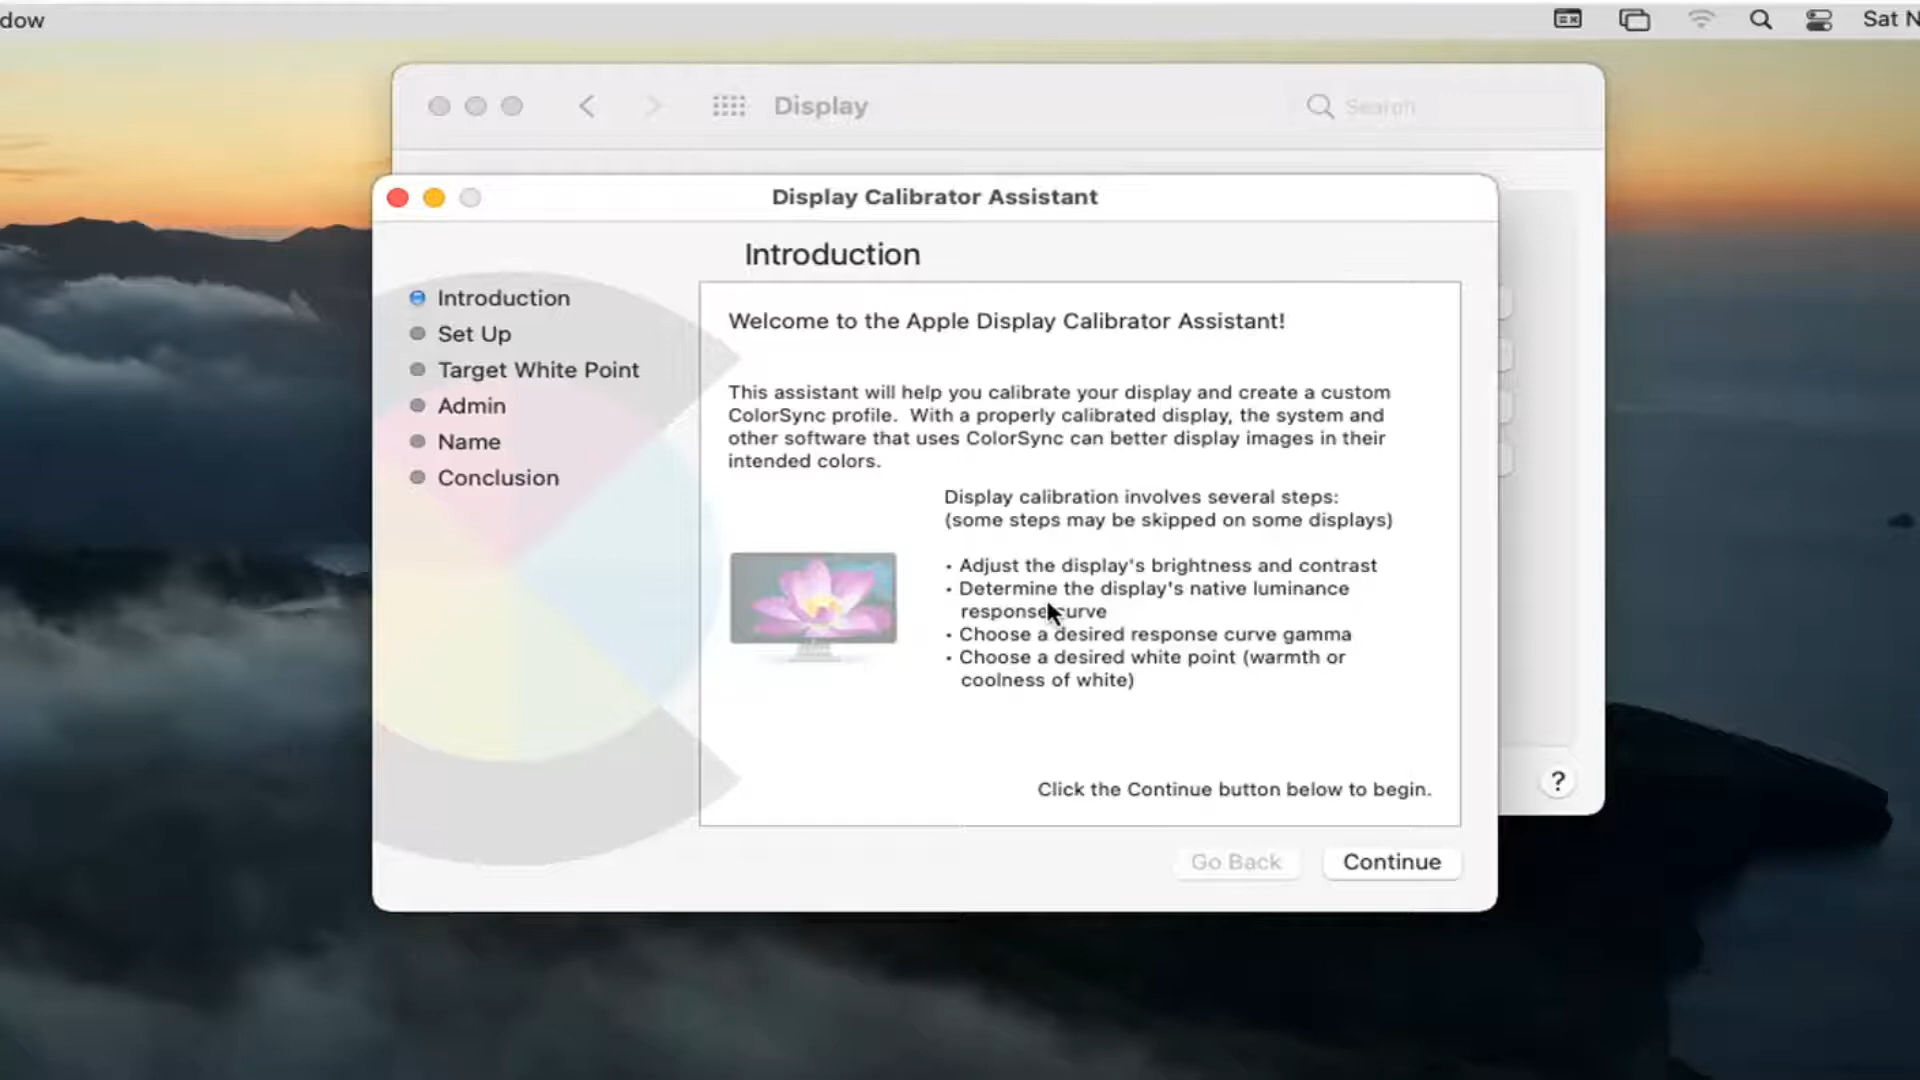 dow
Sat N
Display
Search
Display Calibrator Assistant
Introduction
Introduction
Set Up
Target White Point
Admin
Name
Conclusion
Welcome to the Apple Display Calibrator Assistant!
This assistant will help you calibrate your display and create a custom
ColorSync profile. With a properly calibrated display, the system and
other software that uses ColorSync can better display images in their
intended colors.
Display calibration involves several steps:
(some steps may be skipped on some displays)
• Adjust the display's brightness and contrast
• Determine the display's native luminance
response curve
• Choose a desired response curve gamma
• Choose a desired white point (warmth or
coolness of white)
Click the Continue button below to begin.
?
Go Back
Continue